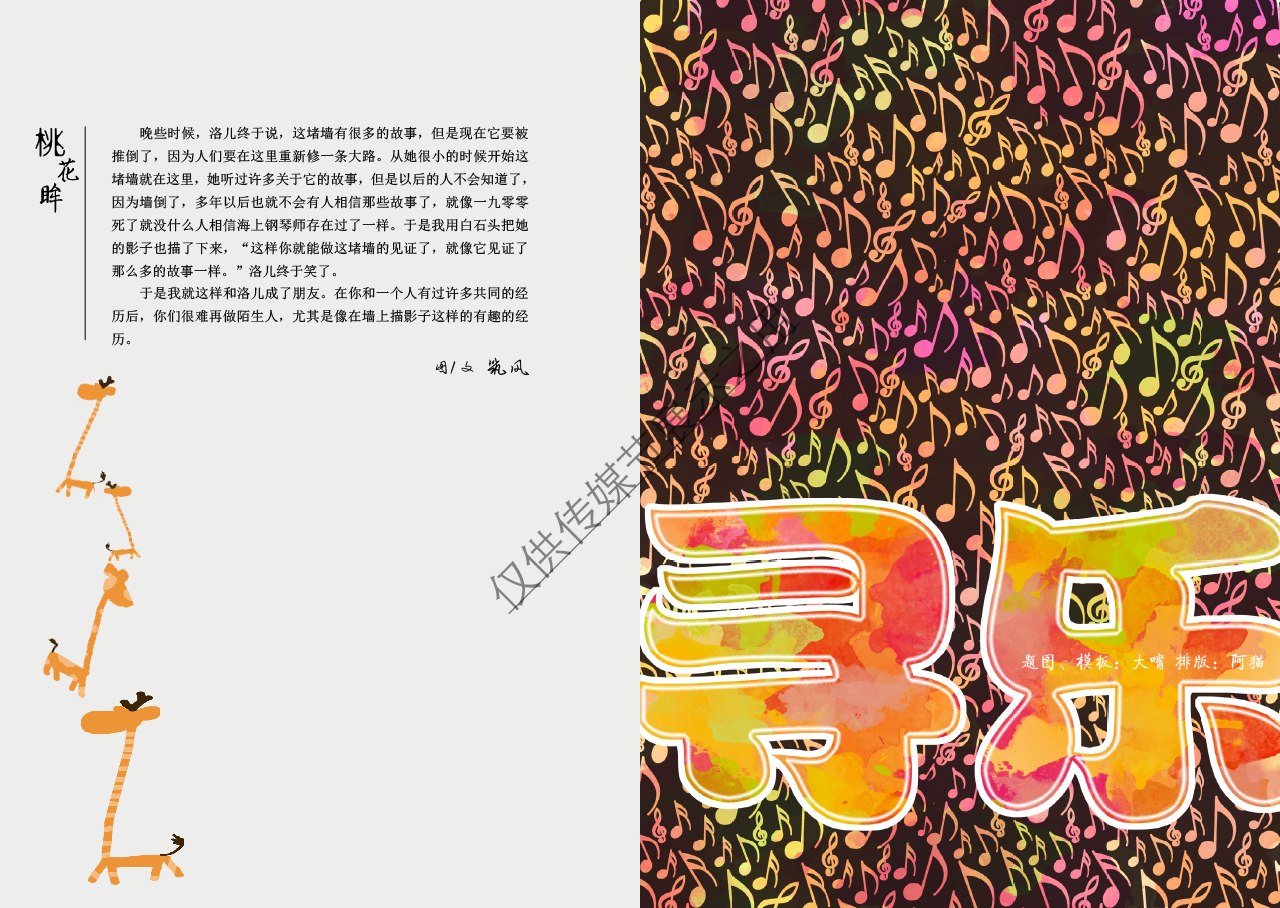 桃花眸
晚些时候，洛儿终于说，这堵墙有很多的故事，但是现在它要被
推倒了，因为人们要在这里重新修一条大路。从她很小的时候开始这
堵墙就在这里，她听过许多关于它的故事，但是以后的人不会知道了，
因为墙倒了，多年以后也就不会有人相信那些故事了，就像一九零零
死了就没什么人相信海上钢琴师存在过了一样。于是我用白石头把她
的影子也描了下来，“这样你就能做这堵墙的见证了，就像它见证了
那么多的故事一样。”洛儿终于笑了。
于是我就这样和洛儿成了朋友。在你和一个人有过许多共同的经
历后，你们很难再做陌生人，尤其是像在墙上描影子这样的有趣的经
历。
图/文 筑风
寻乐
题图、模板：大嘴 排版：阿猫
仅供传媒艺